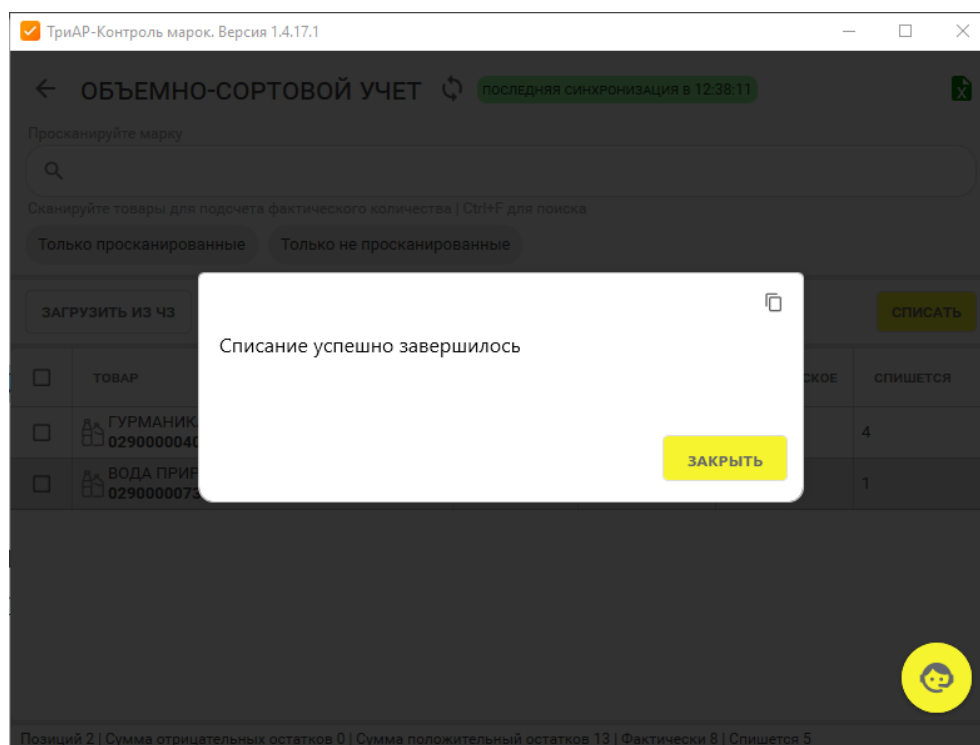 ТриАР-Контроль марок. Версия 1.4.17.1
ОБЪЕМНО-СОРТОВОЙ УЧЕТ ПОСЛЕДНЯЯ СИНХРОНИЗАЦИЯ В 12:38:11
Просканируйте марку
Сканируйте товары для подсчета фактического количества | Ctrl+F для поиска
Только просканированные Только не просканированные
ЗАГРУЗИТЬ ИЗ ЧЗ СПИСАТЬ
Списание успешно завершилось
ЗАКРЫТЬ
ТОВАР СКОЕ СПИШЕТСЯ
ГУРМАНИК
0290000040 4
ВОДА ПРИР
0290000073 1
Позиций 2 | Сумма отрицательных остатков 0 | Сумма положительный остатков 13 | Фактически 8 | Спишется 5